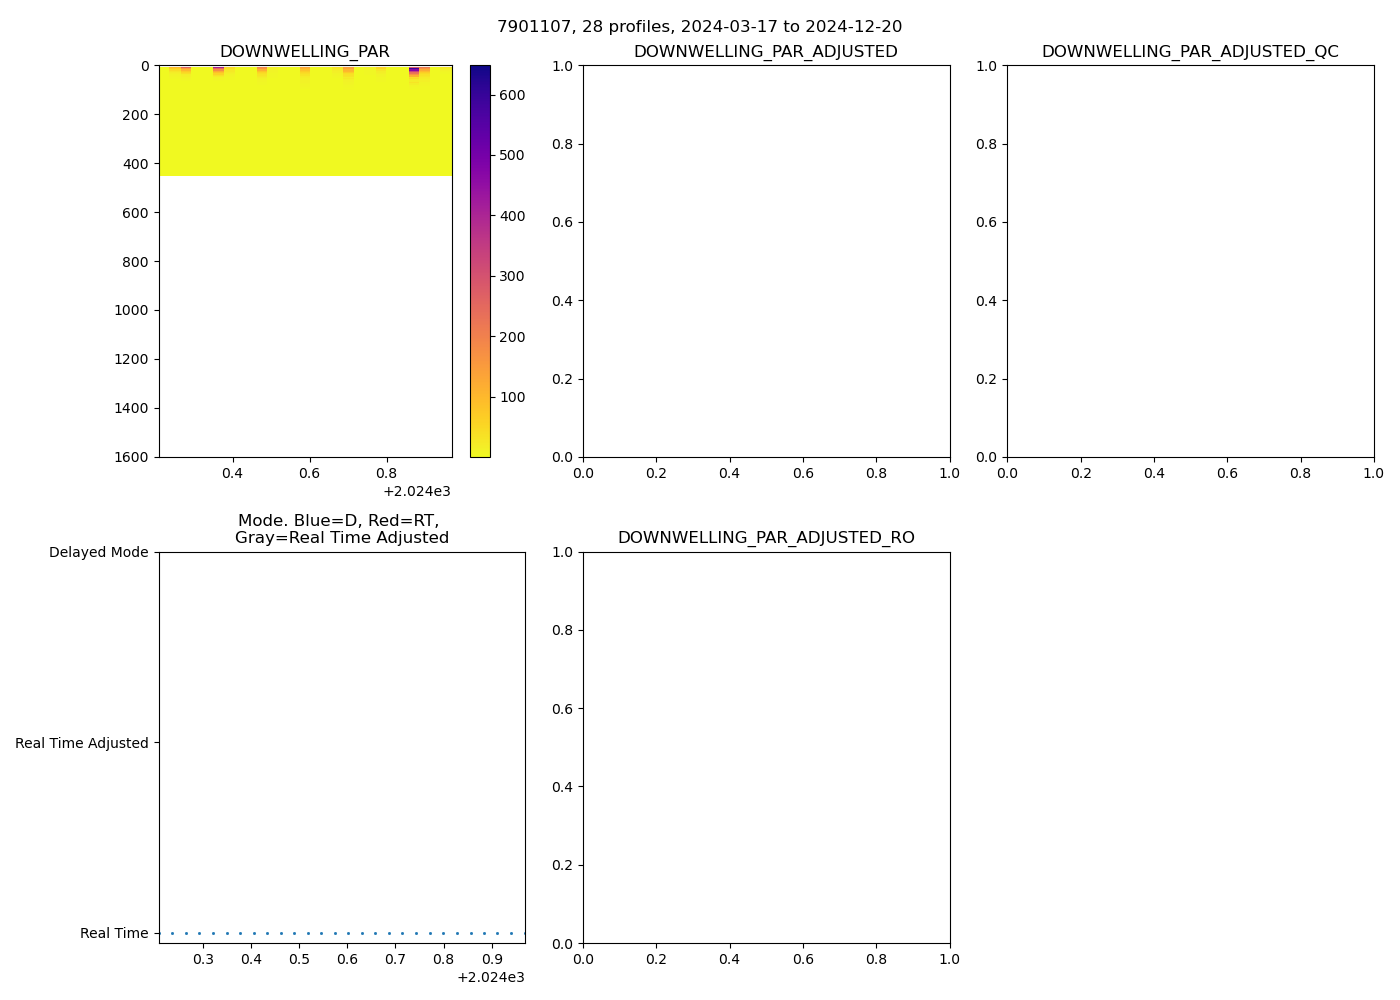 7901107, 28 profiles, 2024-03-17 to 2024-12-20
DOWNWELLING_PAR
0
200
400
600
800
1000
1200
1400
1600
0.4 0.6 0.8
+2.024e3
600
500
400
300
200
100
DOWNWELLING_PAR_ADJUSTED
1.0
0.8
0.6
0.4
0.2
0.0
0.0 0.2 0.4 0.6 0.8 1.0
DOWNWELLING_PAR_ADJUSTED_QC
1.0
0.8
0.6
0.4
0.2
0.0
0.0 0.2 0.4 0.6 0.8 1.0
Mode. Blue=D, Red=RT,
Gray=Real Time Adjusted
Delayed Mode
Real Time Adjusted
Real Time
0.3 0.4 0.5 0.6 0.7 0.8 0.9
+2.024e3
DOWNWELLING_PAR_ADJUSTED_RO
1.0
0.8
0.6
0.4
0.2
0.0
0.0 0.2 0.4 0.6 0.8 1.0